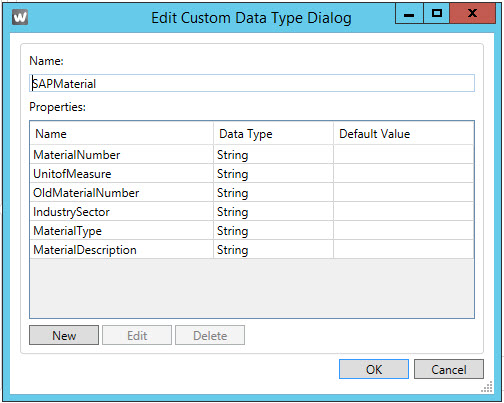 W Edit Custom Data Type Dialog
Name:
SAPMaterial
Properties:
Name Data Type Default Value
MaterialNumber String
UnitofMeasure String
OldMaterialNumber String
IndustrySector String
MaterialType String
MaterialDescription String
New Edit Delete
OK Cancel